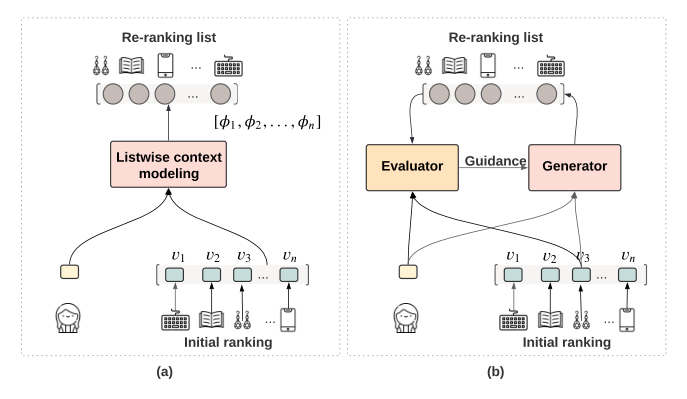 Re-ranking list
...
...
[ϕ1, ϕ2, . . . , ϕn]
Listwise context
modeling
v1 v2 v3 vn
...
...
Initial ranking
(a)
Re-ranking list
...
...
Evaluator
Guidance
Generator
v1 v2 v3 vn
...
...
Initial ranking
(b)